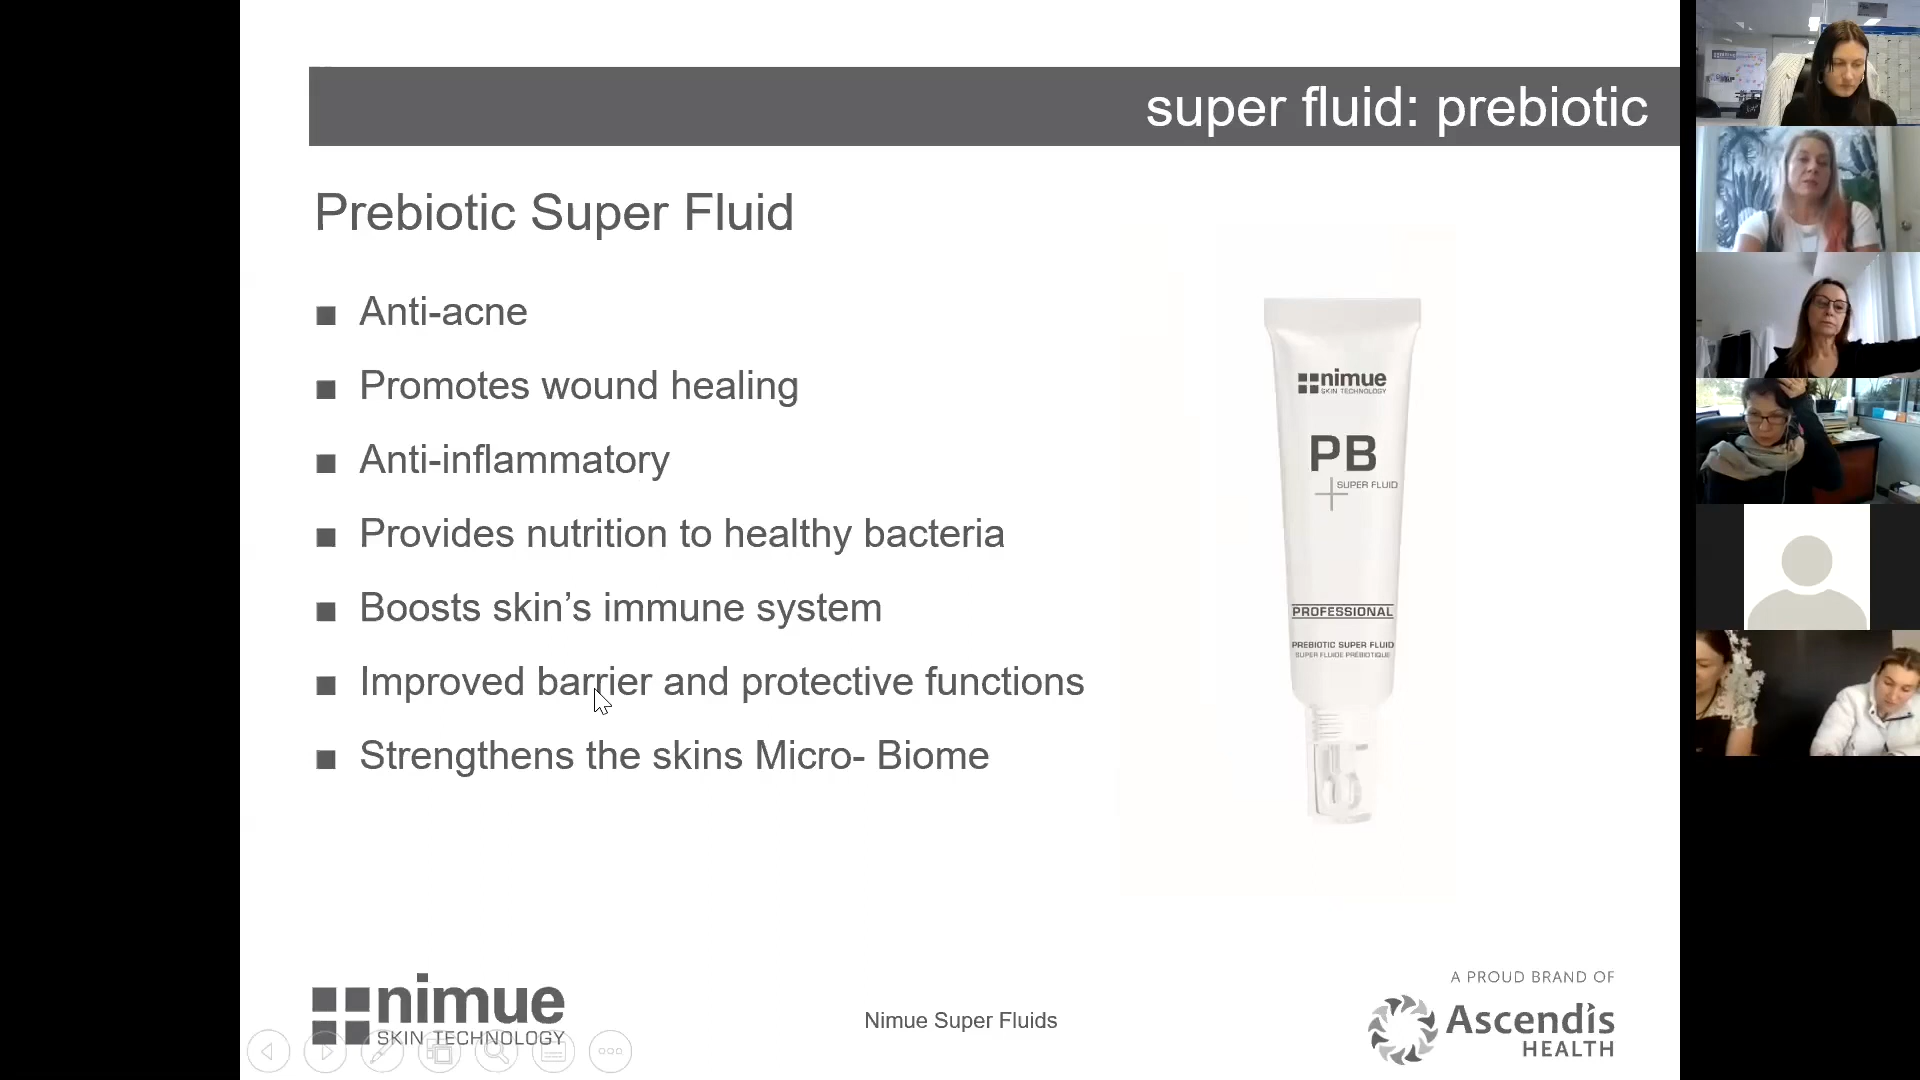 super fluid: prebiotic
Prebiotic Super Fluid
Anti-acne
Promotes wound healing
Anti-inflammatory
Provides nutrition to healthy bacteria
Boosts skin’s immune system
Improved barrier and protective functions
Strengthens the skins Micro- Biome
nimue
SKIN TECHNOLOGY
PB
SUPER FLUID
PROFESSIONAL
PREBIOTIC SUPER FLUID
SUPER FLUIDE PREBIOTIQUE
nimue
SKIN TECHNOLOGY
Nimue Super Fluids
A PROUD BRAND OF
Ascendis
HEALTH